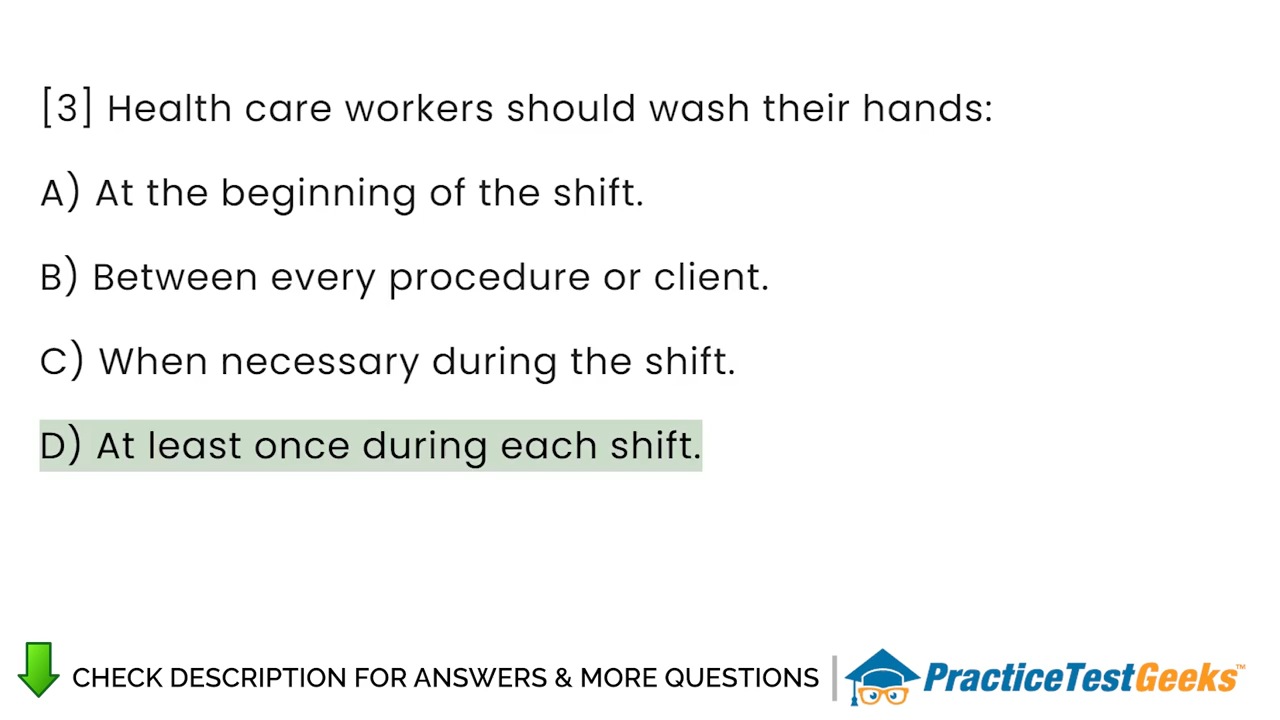 [3] Health care workers should wash their hands:
A) At the beginning of the shift.
B) Between every procedure or client.
C) When necessary during the shift.
D) At least once during each shift.
CHECK DESCRIPTION FOR ANSWERS & MORE QUESTIONS
PracticeTestGeeks™